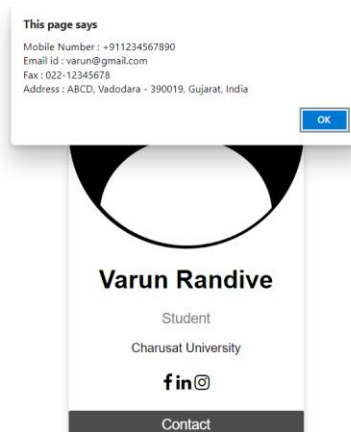 This page says
Mobile Number : +911234567890
Email id : varun@gmail.com
Fax : 022-12345678
Address : ABCD, Vadodara - 390019, Gujarat, India
OK
Varun Randive
Student
Charusat University
Contact